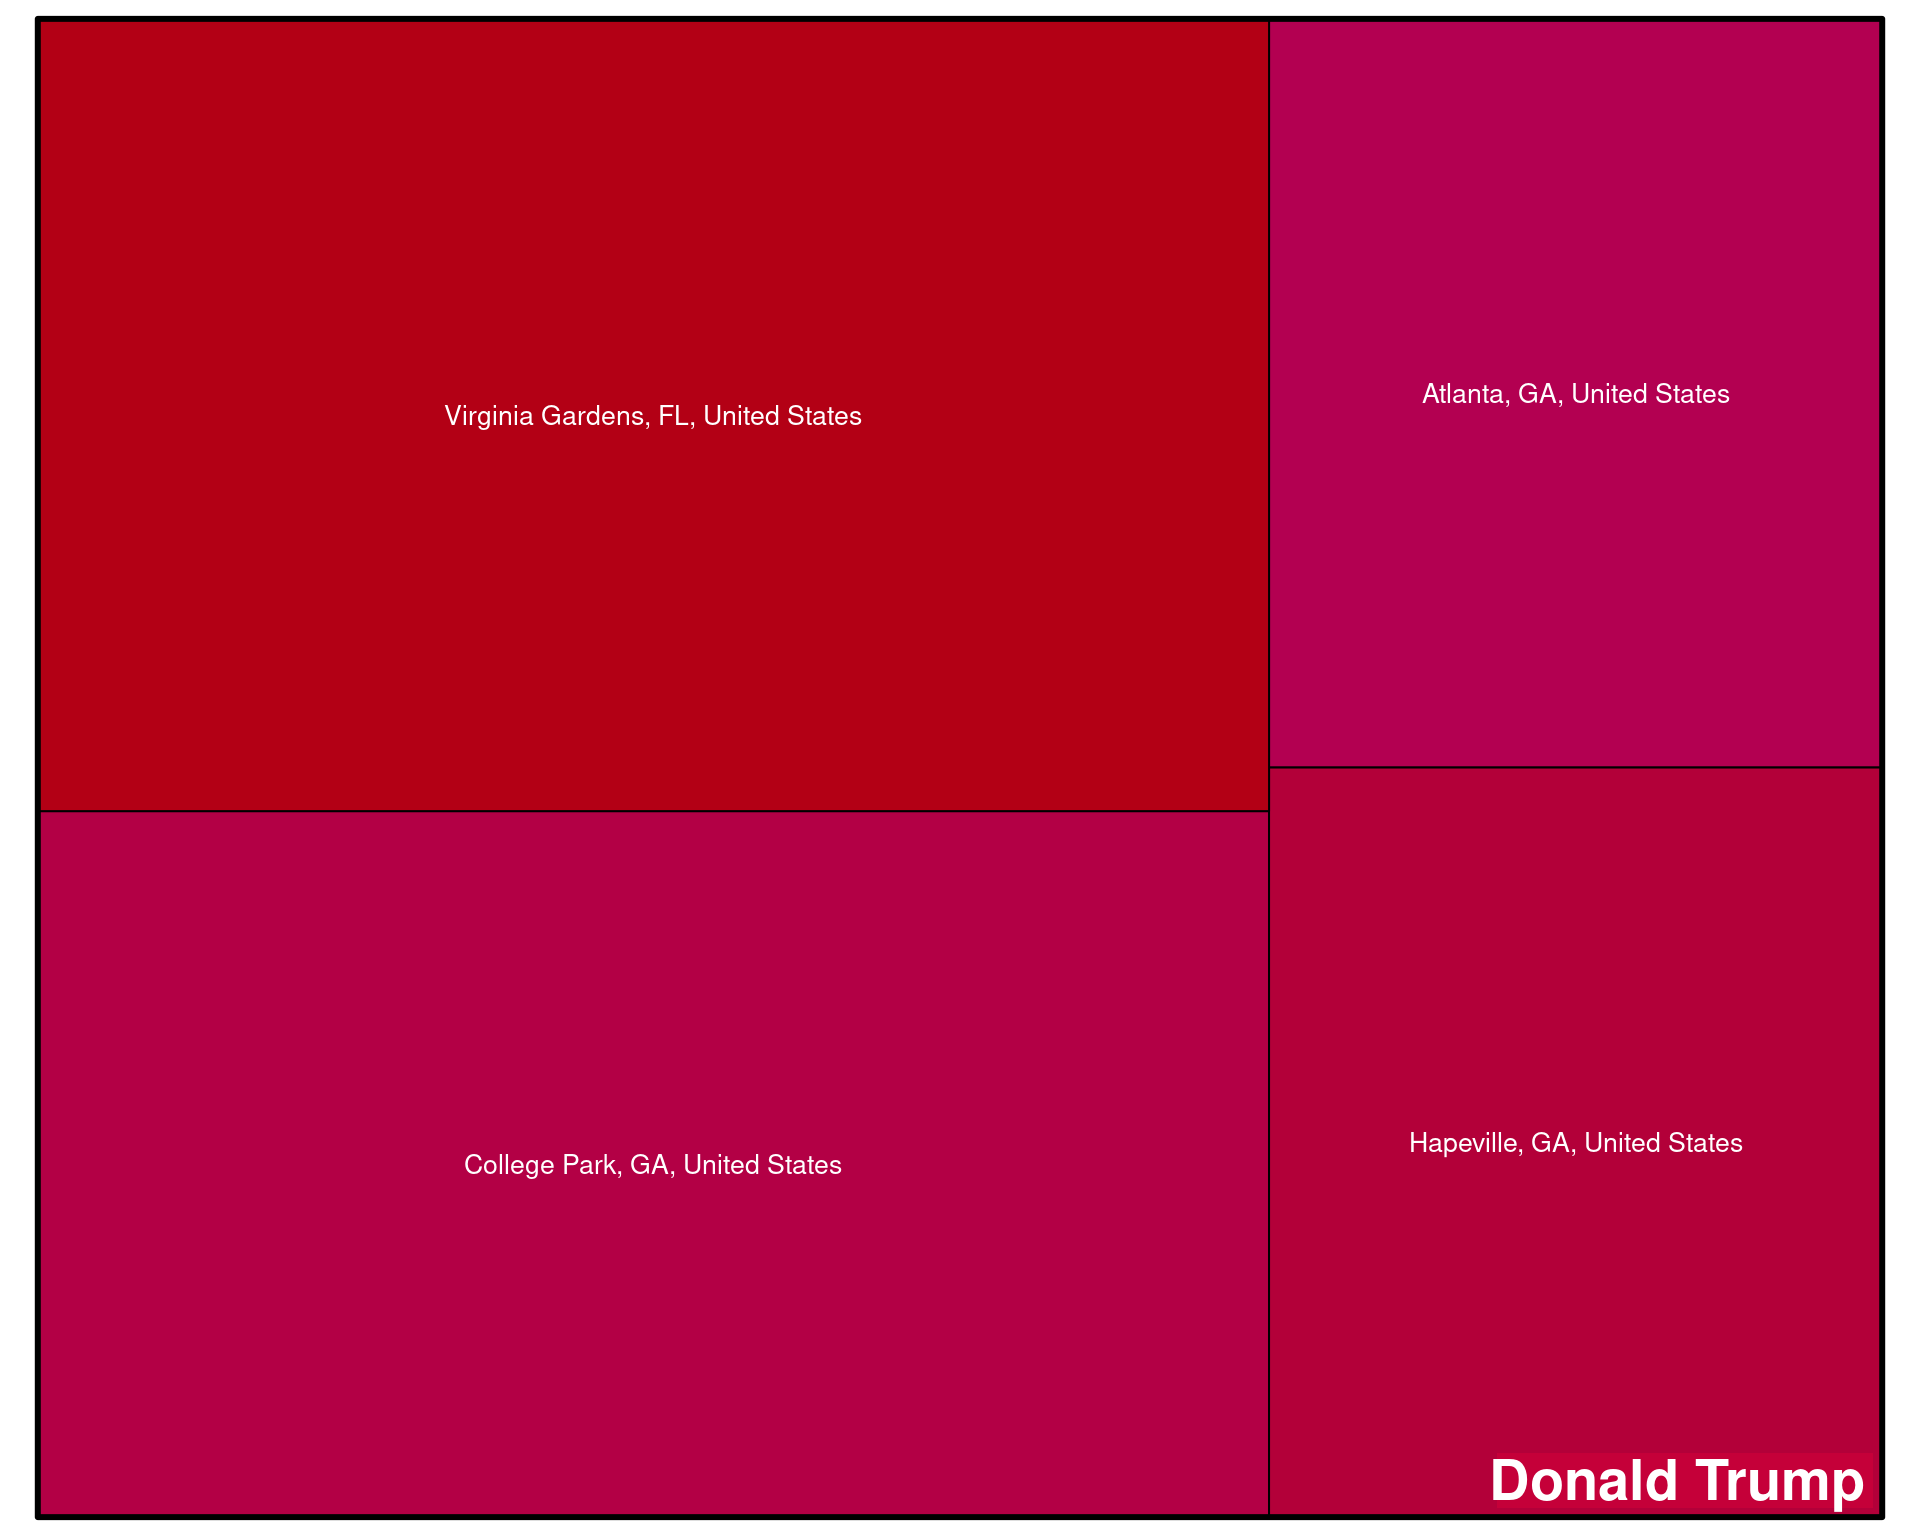 Virginia Gardens, FL, United States
Atlanta, GA, United States
College Park, GA, United States
Hapeville, GA, United States
Donald Trump